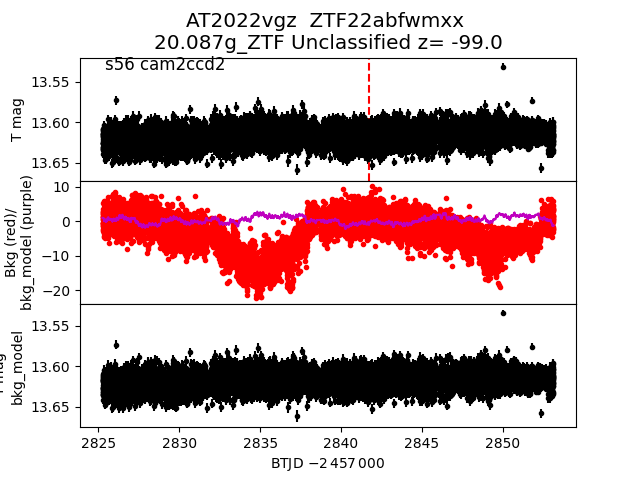 AT2022vgz ZTF22abfwmxx
20.087g_ZTF Unclassified z= -99.0
s56 cam2ccd2
13.55
13.60
13.65
T mag
10
0
−10
−20
Bkg (red)/
bkg_model (purple)
13.55
13.60
13.65
bkg_model
2825 2830 2835 2840 2845 2850
BTJD −2 457 000